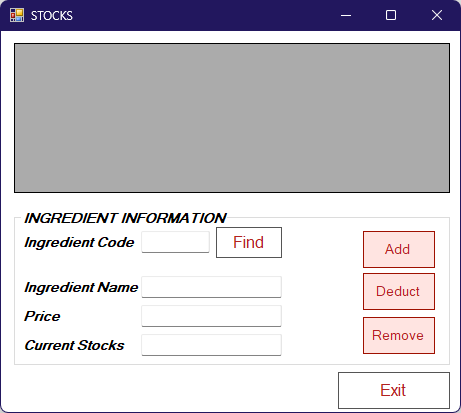 STOCKS
INGREDIENT INFORMATION
Ingredient Code
Find
Add
Ingredient Name
Deduct
Price
Current Stocks
Remove
Exit